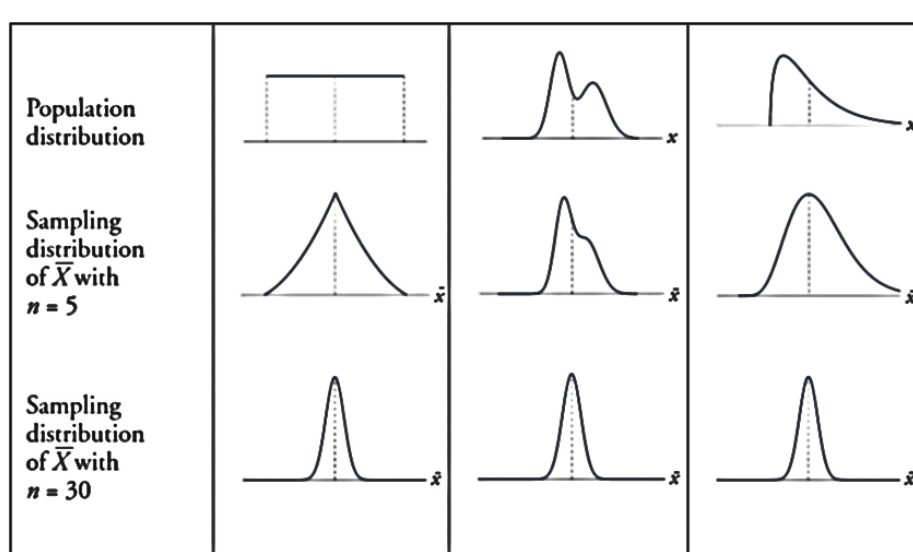 Population
distribution
x
x
Sampling
distribution
of X̅ with
n = 5
x̄
x̄
x̄
Sampling
distribution
of X̅ with
n = 30
x̄
x̄
x̄